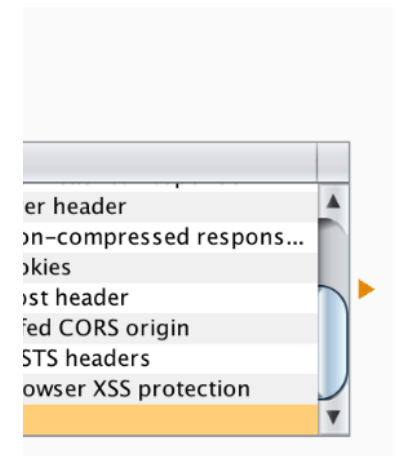 er header
on-compressed respons...
okies
ost header
fed CORS origin
STS headers
owser XSS protection